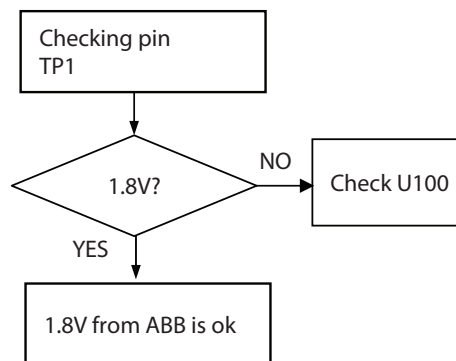 Checking pin
TP1
1.8V?
NO
Check U100
YES
1.8V from ABB is ok